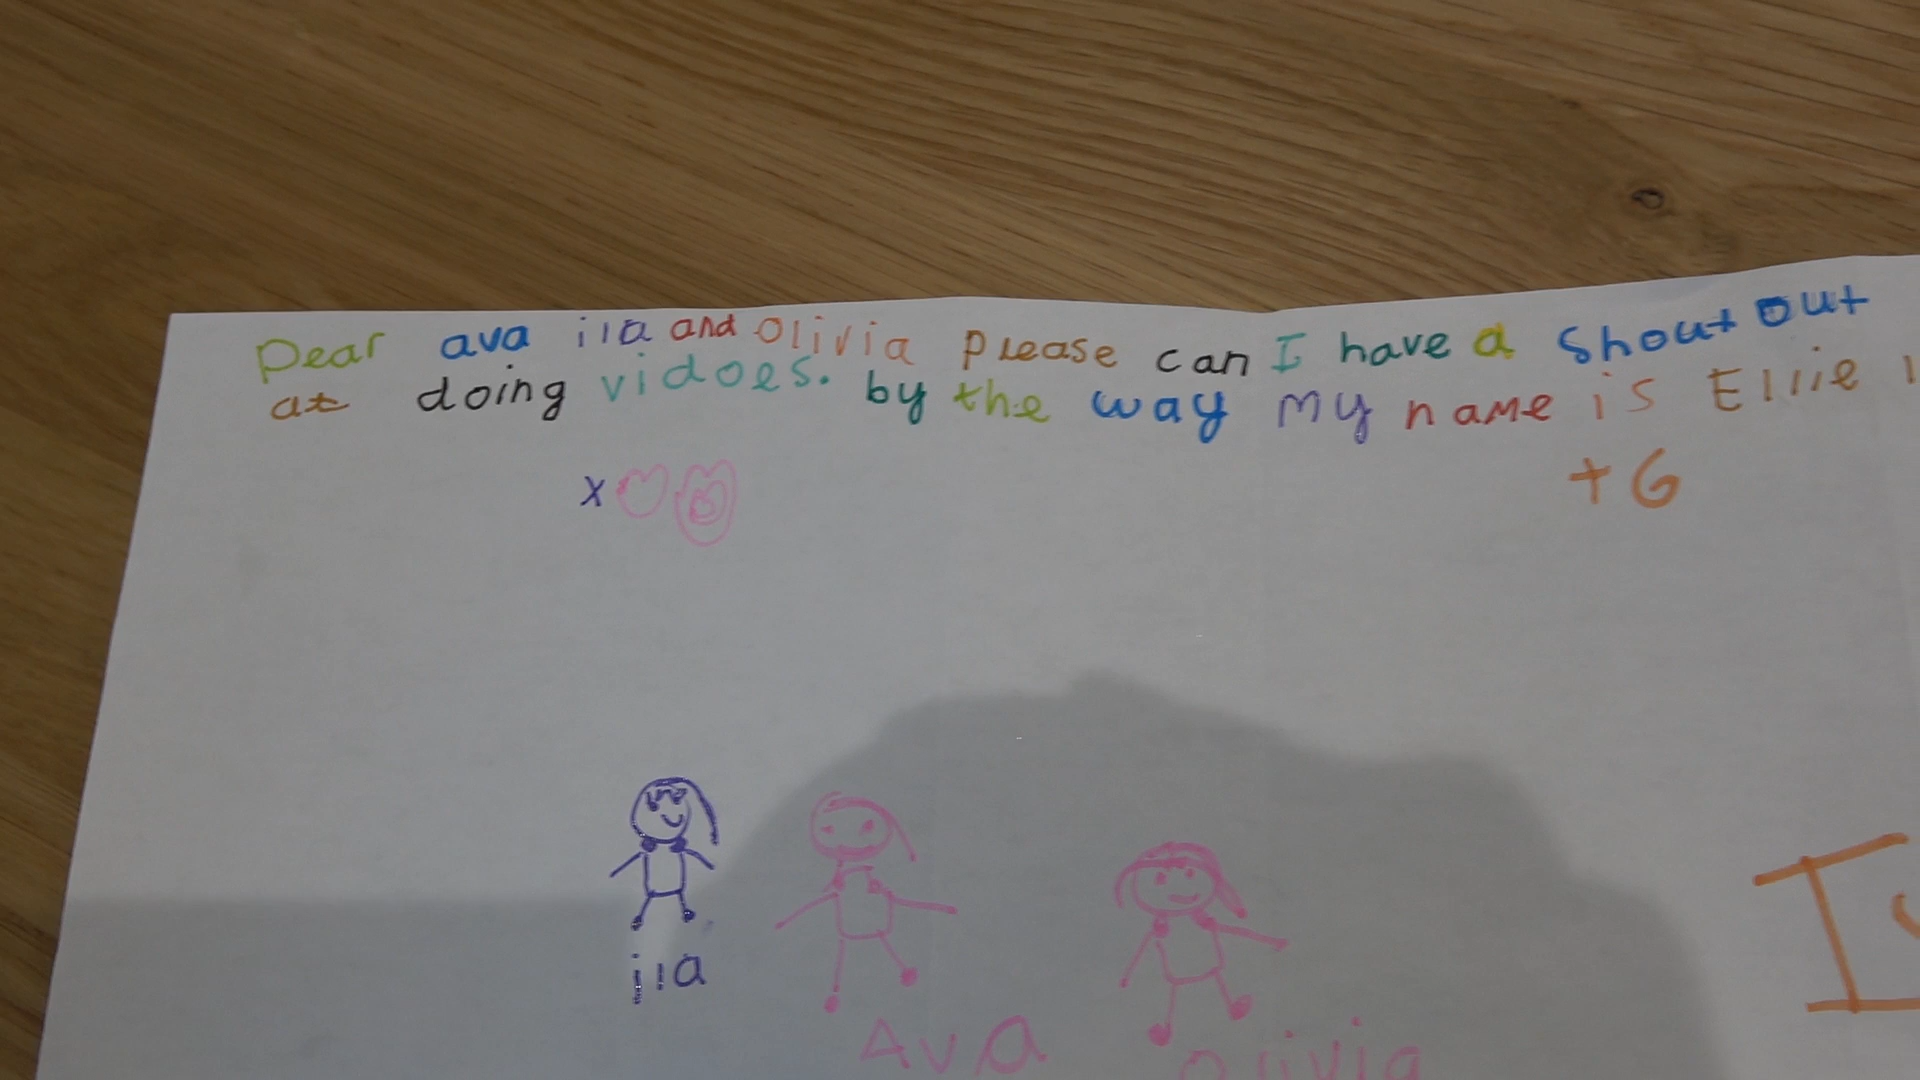 Dear ava ila and olivia please can I have a shout out
at doing vidoes. by the way my name is Ellie
x
+ G
ila
Ava
olivia
I